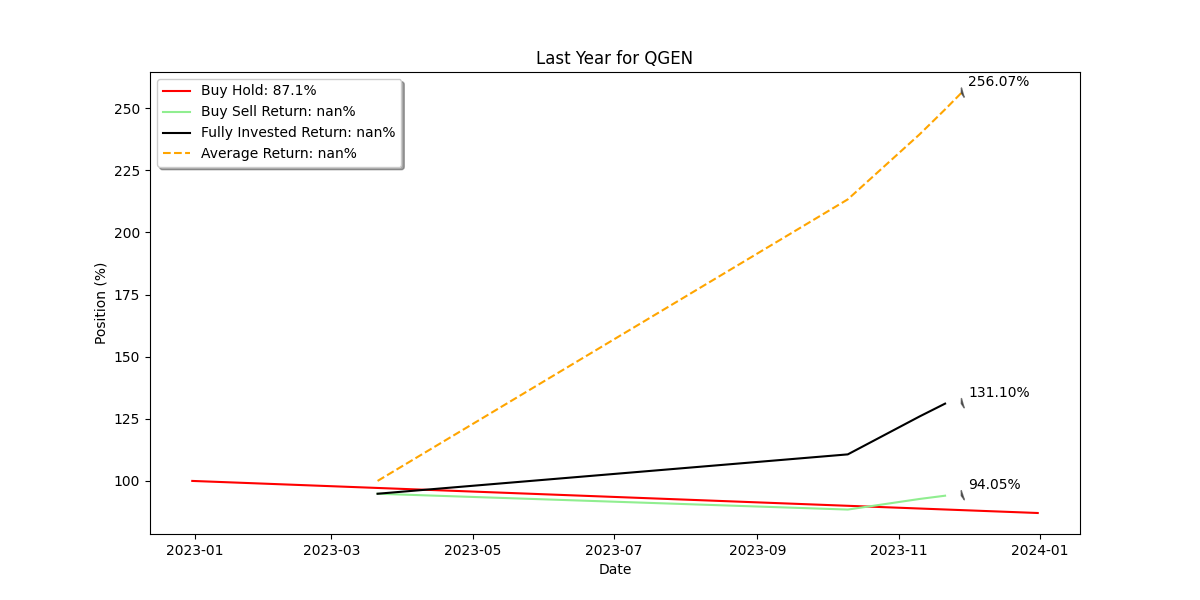 Last Year for QGEN
Buy Hold: 87.1%
Buy Sell Return: nan%
Fully Invested Return: nan%
Average Return: nan%
256.07%
131.10%
94.05%
250
225
200
175
150
125
100
Position (%)
2023-01 2023-03 2023-05 2023-07 2023-09 2023-11 2024-01
Date